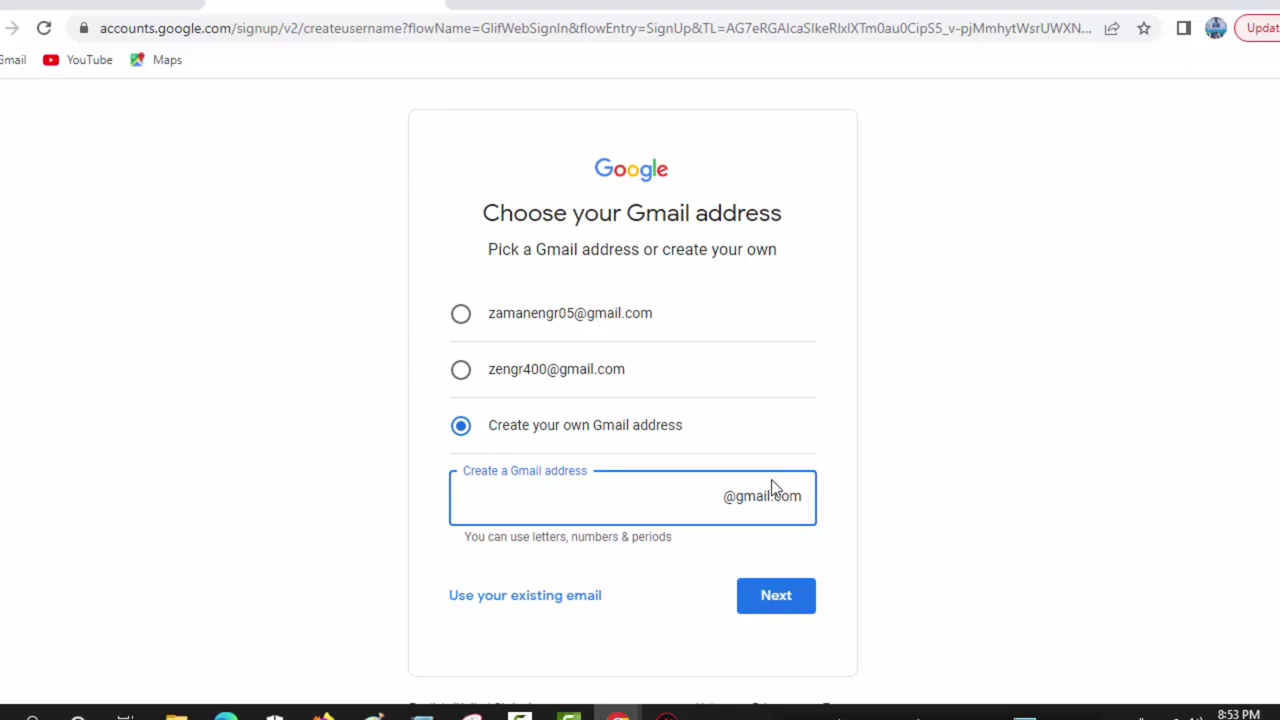 accounts.google.com/signup/v2/createusername?flowName=GlifWebSignIn&flowEntry=SignUp&TL=AG7eRGAIcaSIkeRIxlXTm0au0CipS5_v-pjMmhytWsrUWXN...
Updat
Gmail YouTube Maps
Google
Choose your Gmail address
Pick a Gmail address or create your own
zamanengr05@gmail.com
zengr400@gmail.com
Create your own Gmail address
Create a Gmail address
@gmail.com
You can use letters, numbers & periods
Use your existing email Next
8:53 PM